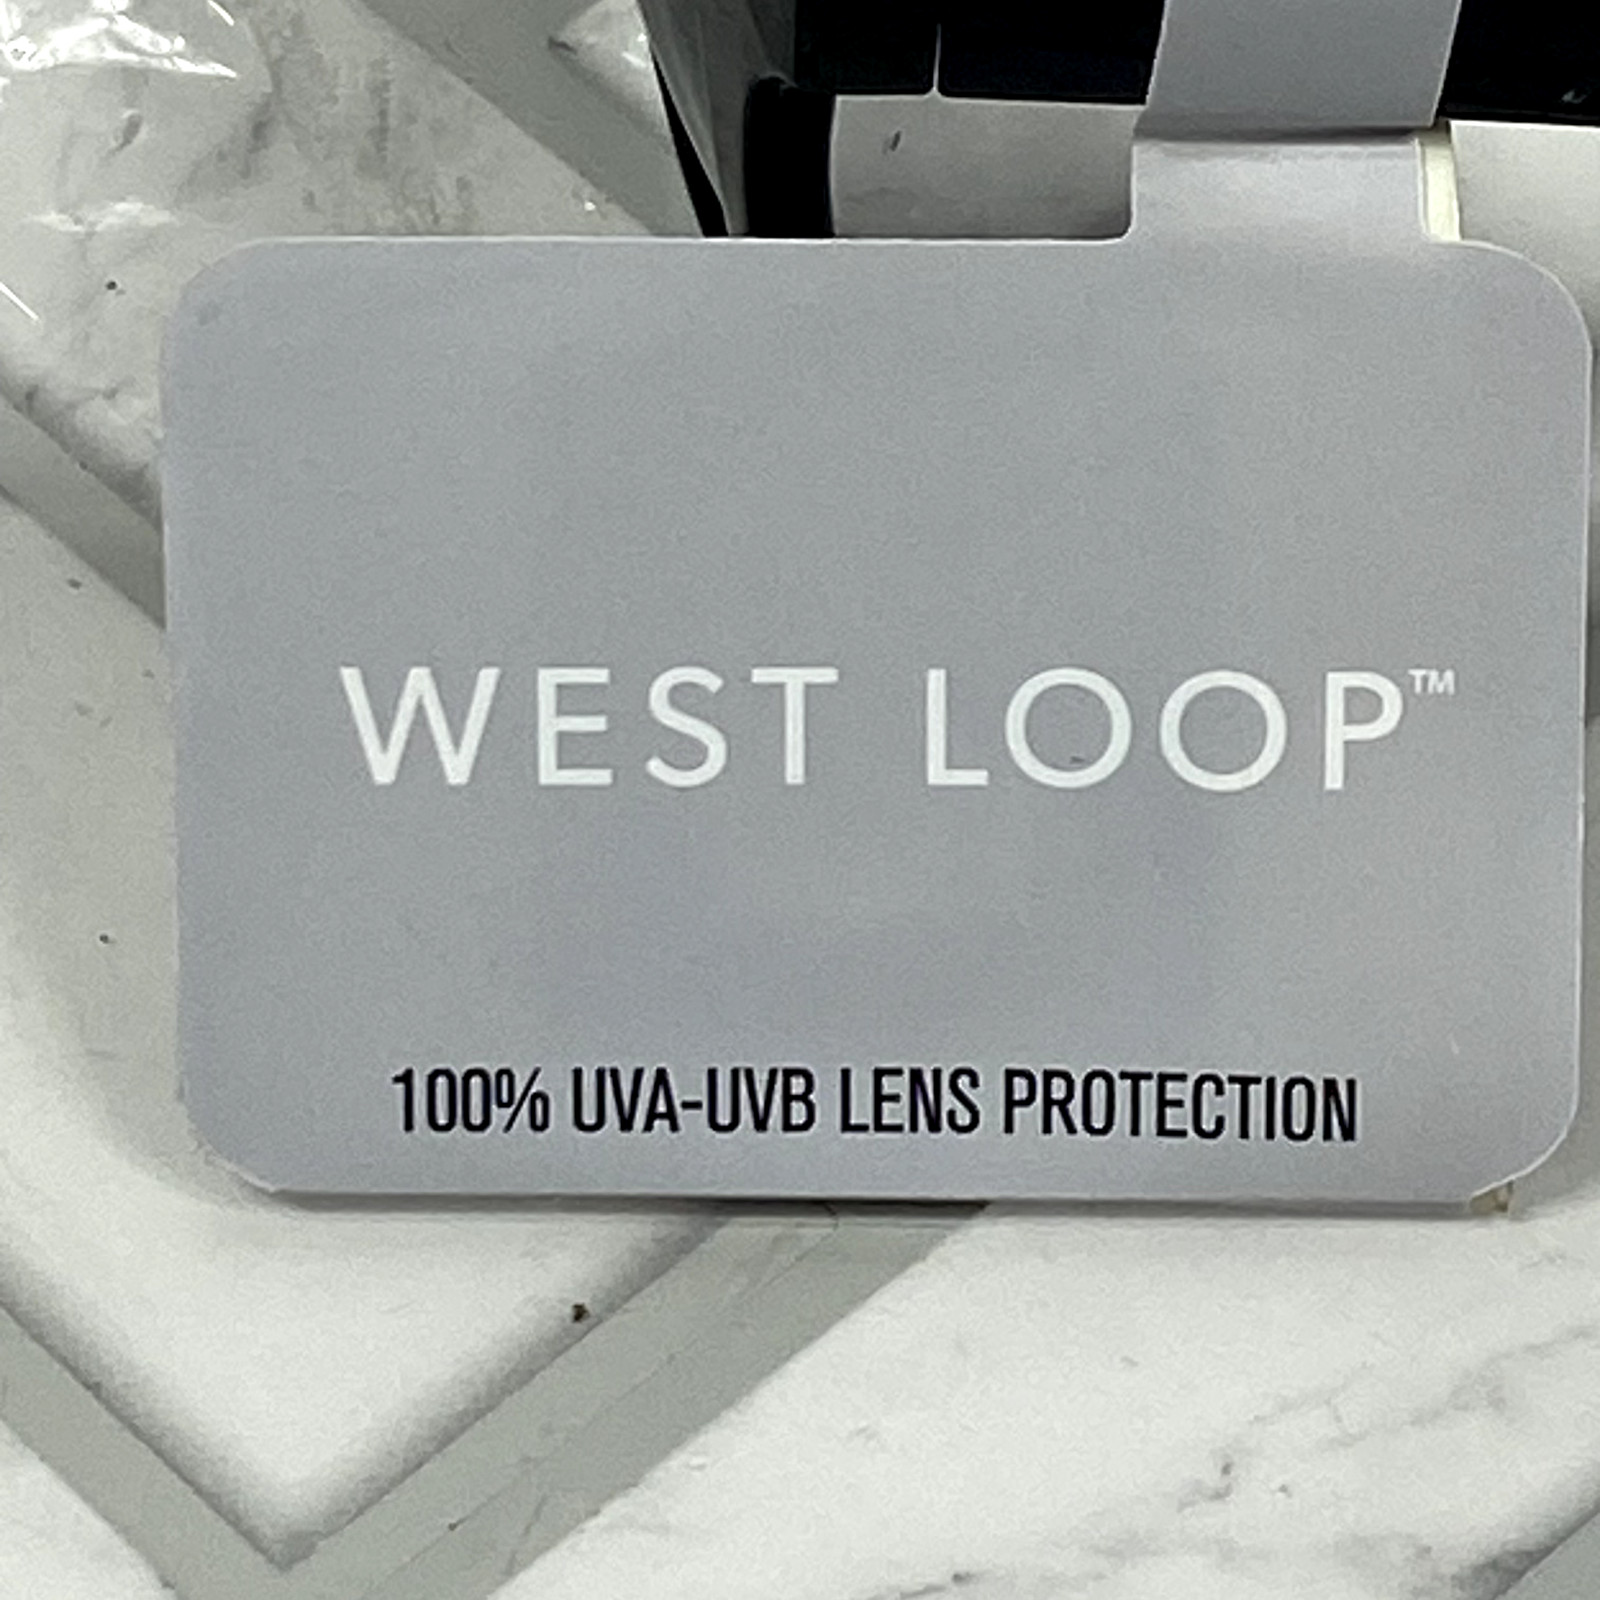 WEST LOOP™
100% UVA-UVB LENS PROTECTION